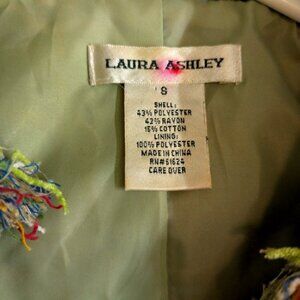 LAURA ASHLEY
8
SHELL:
43% POLYESTER
42% RAYON
15% COTTON
LINING:
100% POLYESTER
MADE IN CHINA
RN#51624
CARE OVER